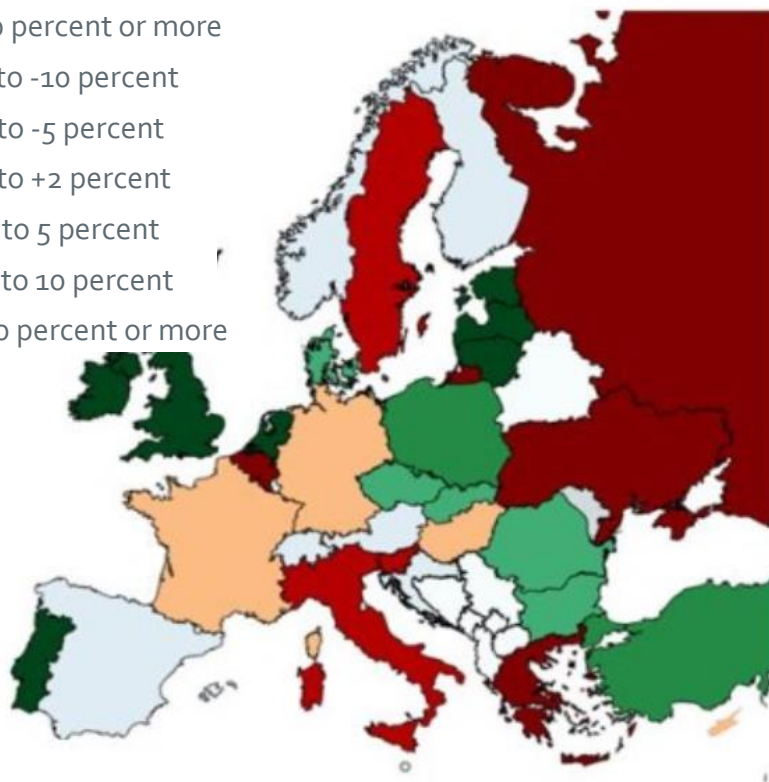 percent or more
to -10 percent
to -5 percent
to +2 percent
to 5 percent
to 10 percent
percent or more